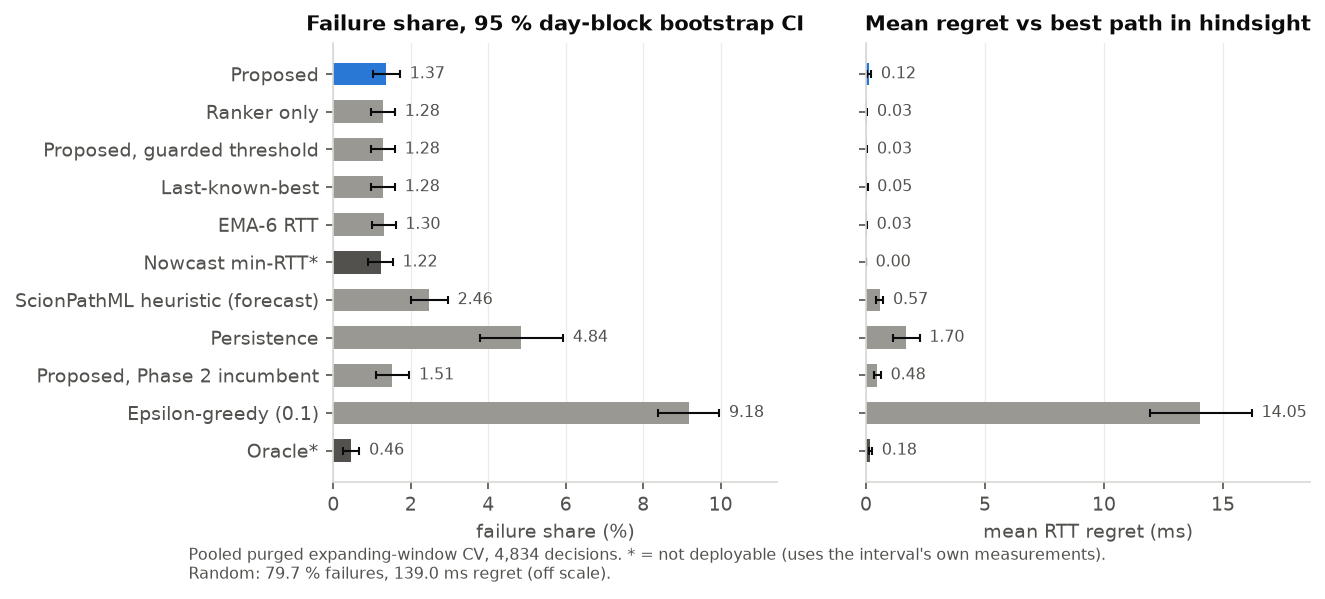 Failure share, 95 % day-block bootstrap CI
Mean regret vs best path in hindsight
Proposed 1.37 0.12
Ranker only 1.28 0.03
Proposed, guarded threshold 1.28 0.03
Last-known-best 1.28 0.05
EMA-6 RTT 1.30 0.03
Nowcast min-RTT* 1.22 0.00
ScionPathML heuristic (forecast) 2.46 0.57
Persistence 4.84 1.70
Proposed, Phase 2 incumbent 1.51 0.48
Epsilon-greedy (0.1) 9.18 14.05
Oracle* 0.46 0.18
0 2 4 6 8 10
0 5 10 15
failure share (%)
mean RTT regret (ms)
Pooled purged expanding-window CV, 4,834 decisions. * = not deployable (uses the interval's own measurements).
Random: 79.7 % failures, 139.0 ms regret (off scale).